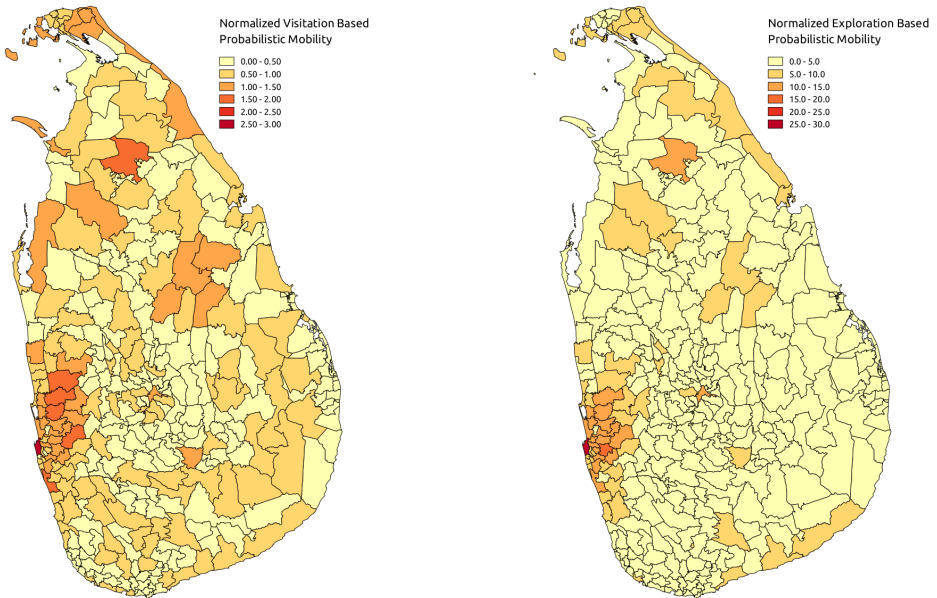 Normalized Visitation Based
Probabilistic Mobility
0.00 - 0.50
0.50 - 1.00
1.00 - 1.50
1.50 - 2.00
2.00 - 2.50
2.50 - 3.00
Normalized Exploration Based
Probabilistic Mobility
0.0 - 5.0
5.0 - 10.0
10.0 - 15.0
15.0 - 20.0
20.0 - 25.0
25.0 - 30.0